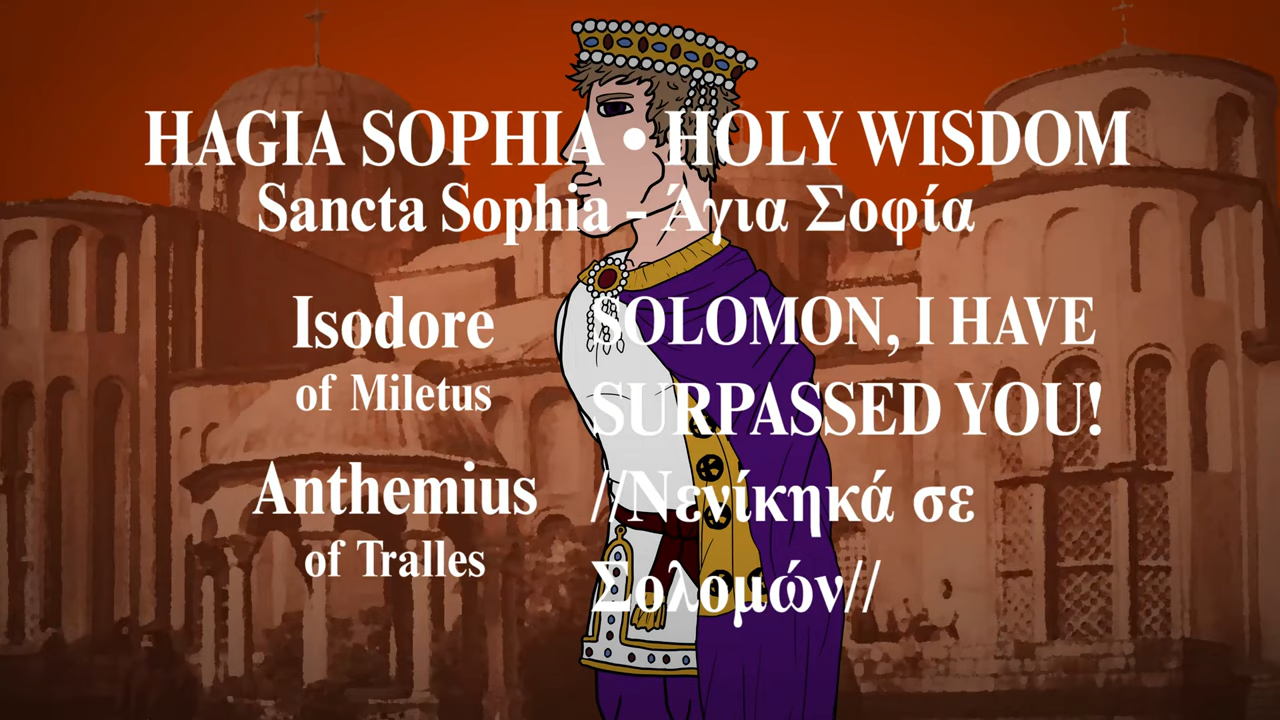 HAGIA SOPHIA • HOLY WISDOM
Sancta Sophia - Άγια Σοφία
Isodore
of Miletus
Anthemius
of Tralles
SOLOMON, I HAVE
SURPASSED YOU!
//Νενίκηκά σε
Σολομών//